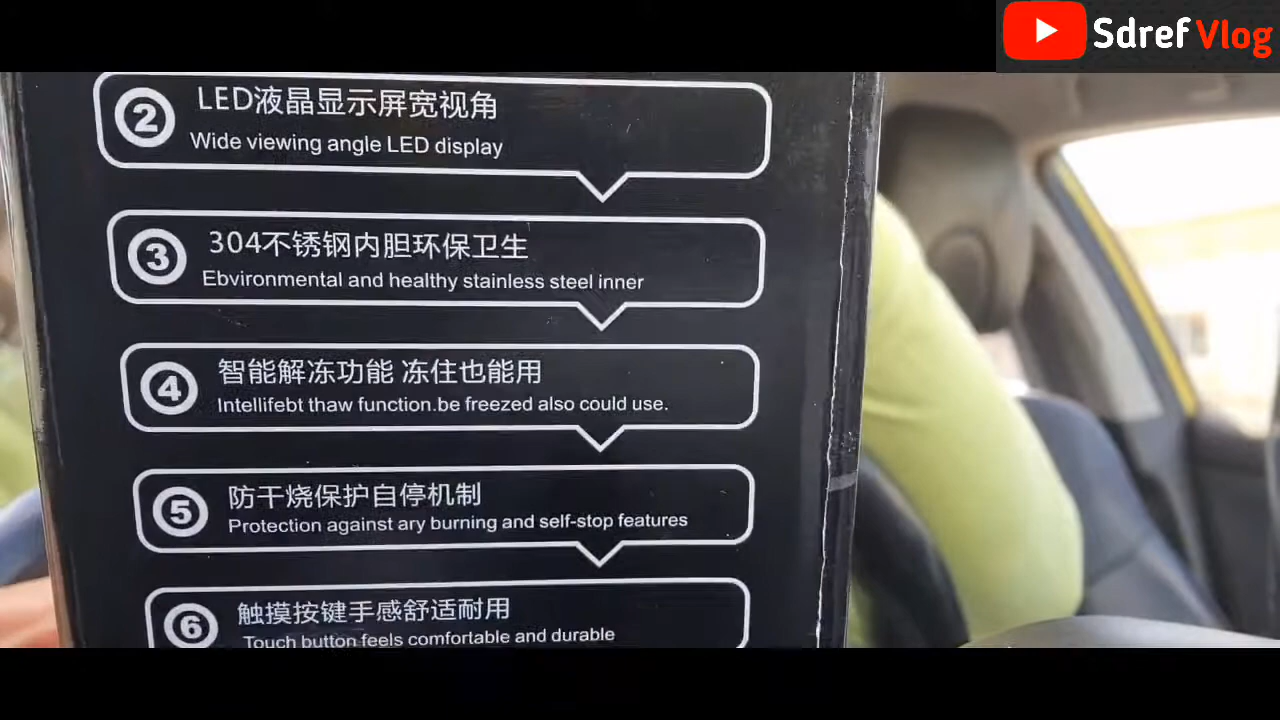 Sdref Vlog
2
LED液晶显示屏宽视角
Wide viewing angle LED display
3
304不锈钢内胆环保卫生
Ebvironmental and healthy stainless steel inner
4
智能解冻功能 冻住也能用
Intellifebt thaw function.be freezed also could use.
5
防干烧保护自停机制
Protection against ary burning and self-stop features
6
触摸按键手感舒适耐用
Touch button feels comfortable and durable